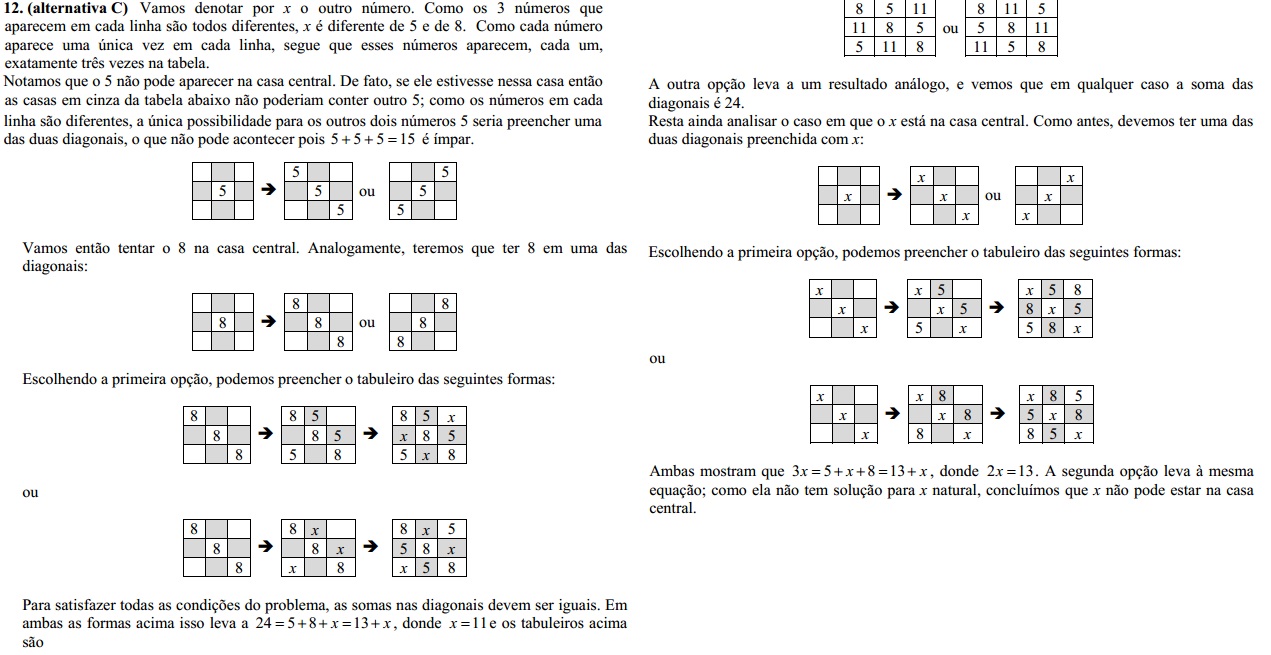 12. (alternativa C) Vamos denotar por x o outro número. Como os 3 números que
aparecem em cada linha são todos diferentes, x é diferente de 5 e de 8. Como cada número
aparece uma única vez em cada linha, segue que esses números aparecem, cada um,
exatamente três vezes na tabela.
Notamos que o 5 não pode aparecer na casa central. De fato, se ele estivesse nessa casa então
as casas em cinza da tabela abaixo não poderiam conter outro 5; como os números em cada
linha são diferentes, a única possibilidade para os outros dois números 5 seria preencher uma
das duas diagonais, o que não pode acontecer pois 5 + 5 + 5 = 15 é ímpar.
5 5
5 ➔ 5 ou 5
5 5
Vamos então tentar o 8 na casa central. Analogamente, teremos que ter 8 em uma das
diagonais:
8 8
8 ➔ 8 ou 8
8 8
Escolhendo a primeira opção, podemos preencher o tabuleiro das seguintes formas:
8 8 5 8 5 x
8 ➔ 8 5 ➔ x 8 5
8 5 8 5 x 8
ou
8 8 x 8 x 5
8 ➔ 8 x ➔ 5 8 x
8 x 8 x 5 8
Para satisfazer todas as condições do problema, as somas nas diagonais devem ser iguais. Em
ambas as formas acima isso leva a 24 = 5 + 8 + x = 13 + x, donde x = 11 e os tabuleiros acima
são
8 5 11 8 11 5
11 8 5 ou 5 8 11
5 11 8 11 5 8
A outra opção leva a um resultado análogo, e vemos que em qualquer caso a soma das
diagonais é 24.
Resta ainda analisar o caso em que o x está na casa central. Como antes, devemos ter uma das
duas diagonais preenchida com x:
x x
x ➔ x ou x
x x
Escolhendo a primeira opção, podemos preencher o tabuleiro das seguintes formas:
x x 5 x 5 8
x ➔ x 5 ➔ 8 x 5
x 5 x 5 8 x
ou
x x 8 x 8 5
x ➔ x 8 ➔ 5 x 8
x 8 x 8 5 x
Ambas mostram que 3x = 5 + x + 8 = 13 + x, donde 2x = 13. A segunda opção leva à mesma
equação; como ela não tem solução para x natural, concluímos que x não pode estar na casa
central.